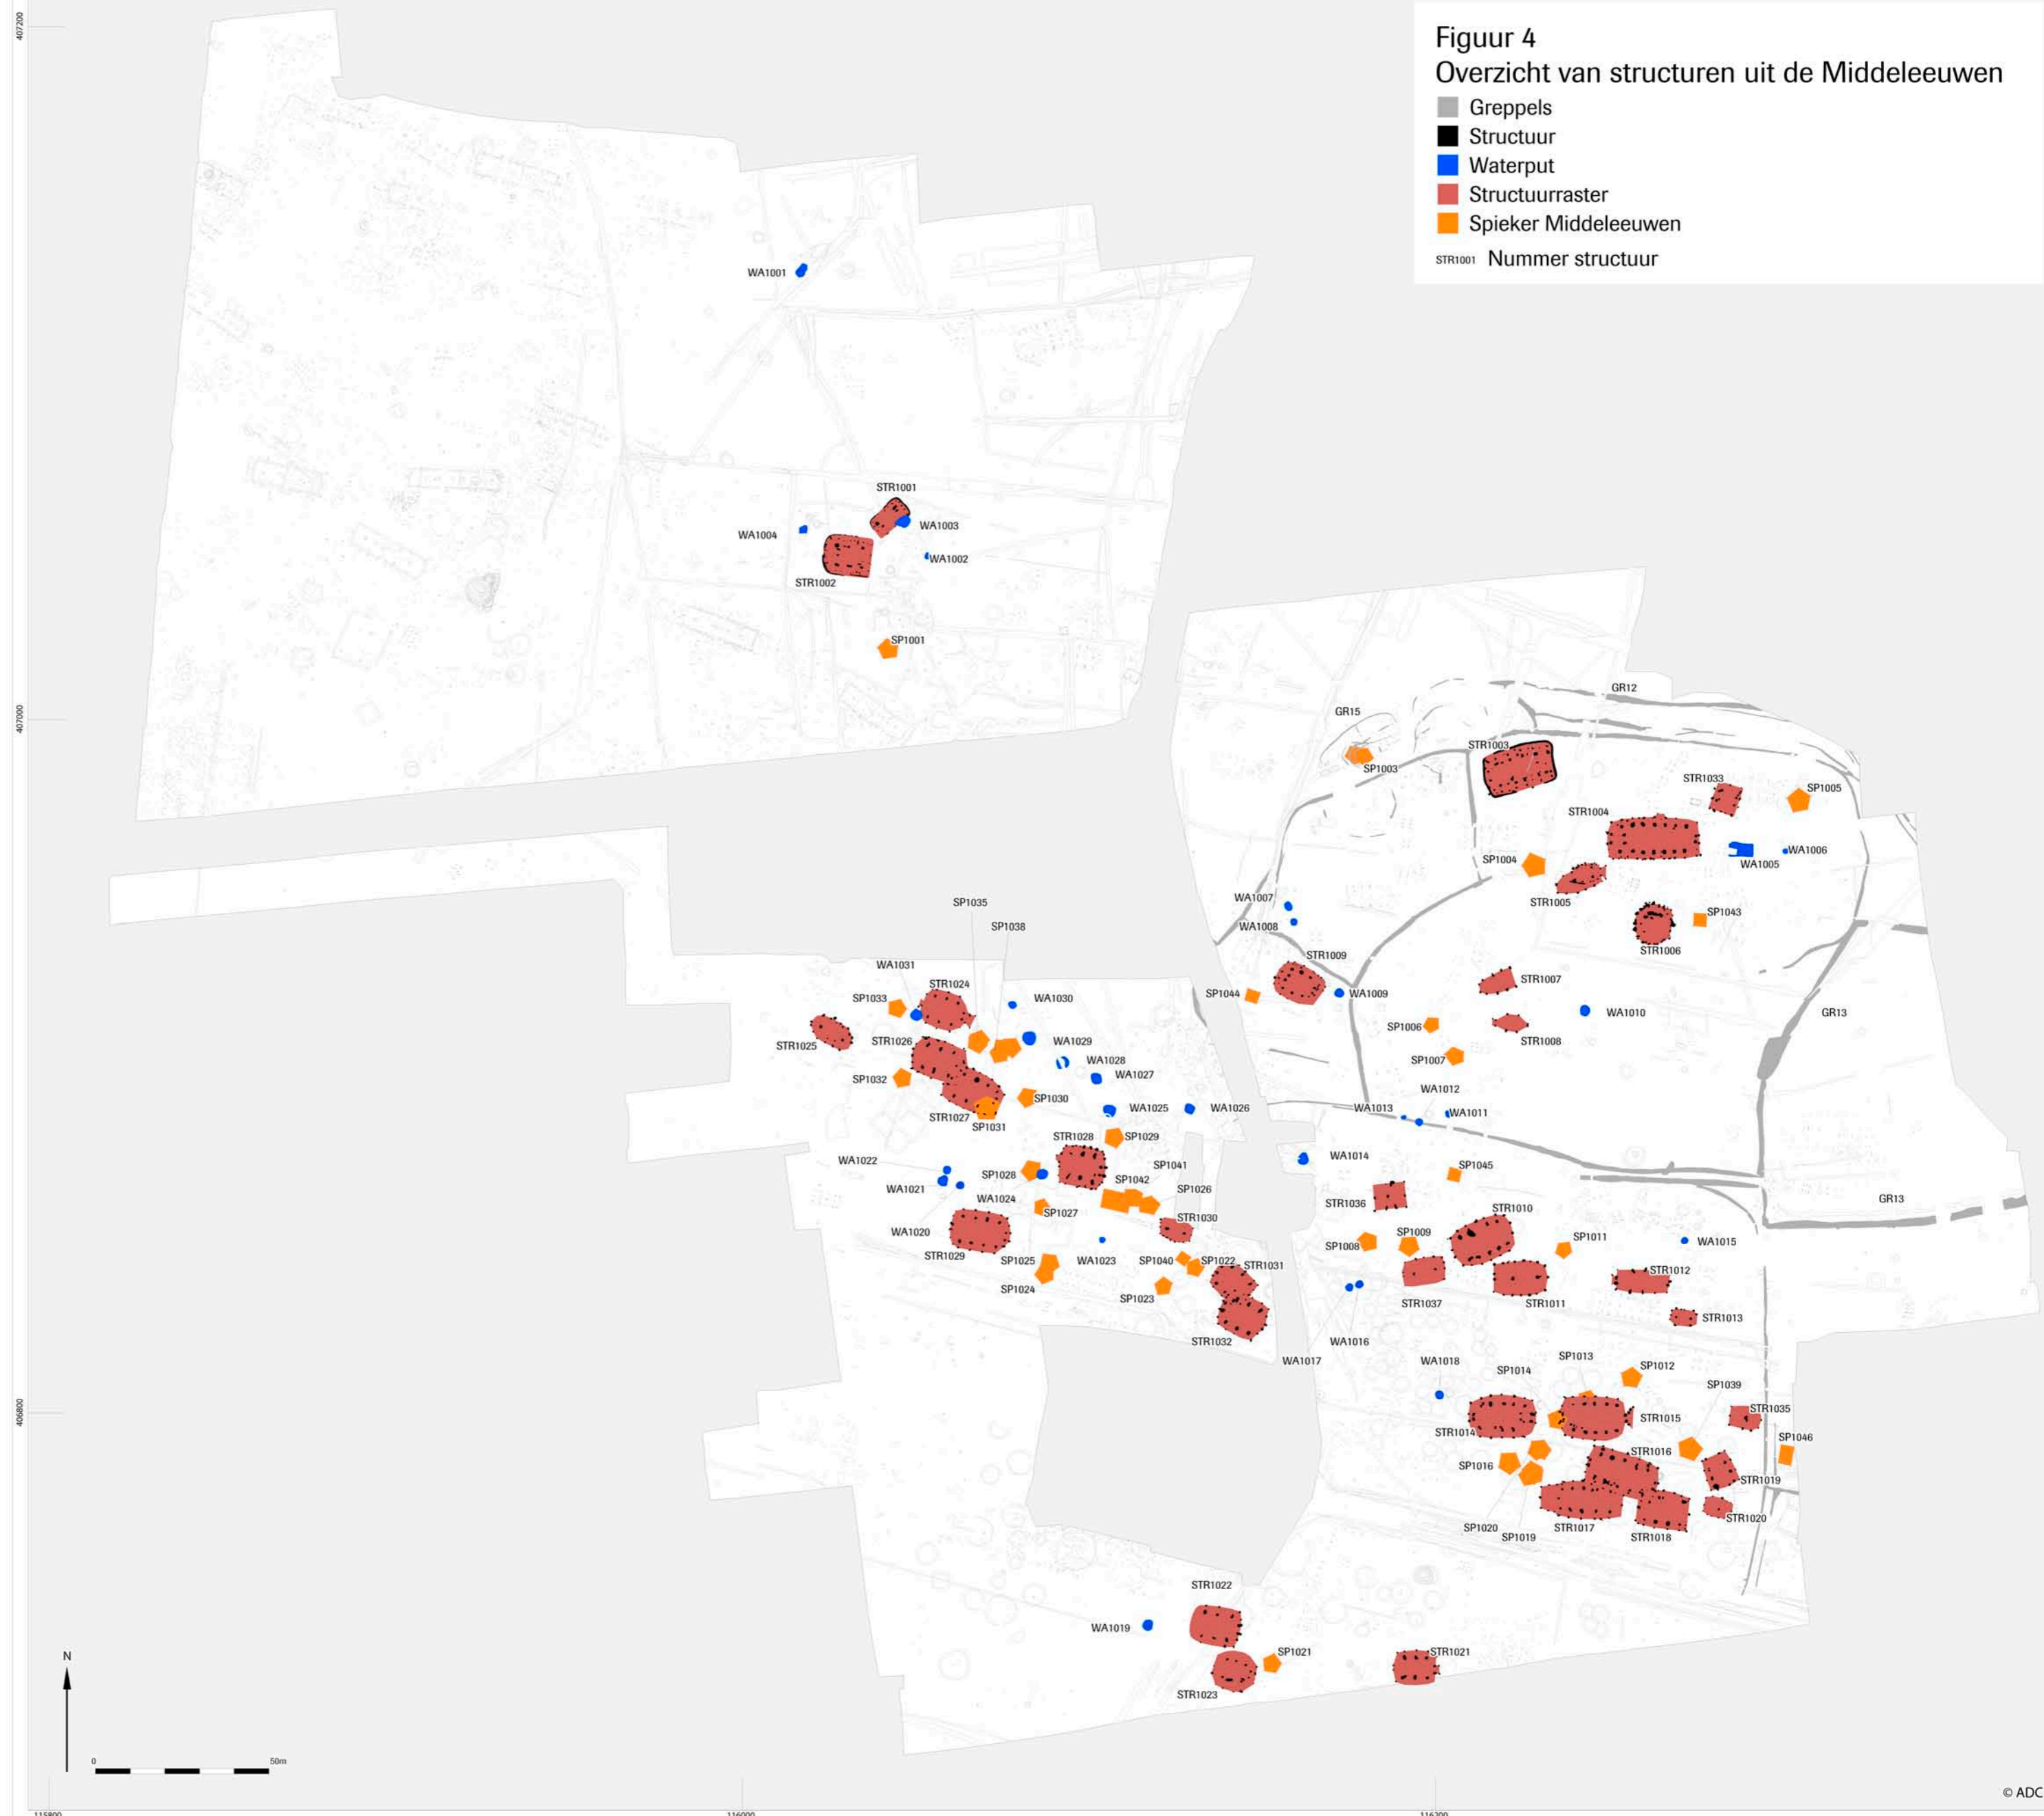 Figuur 4
Overzicht van structuren uit de Middeleeuwen
Greppels
Structuur
Waterput
Structuurraster
Spieker Middeleeuwen
STR1001 Nummer structuur
407200
WA1001
STR1001
WA1003
WA1004
WA1002
STR1002
SP1001
407000
GR12
GR15
STR1003
SP1003
STR1033
SP1005
STR1004
SP1004
WA1006
WA1005
STR1005
WA1007
SP1035
SP1043
WA1008
SP1038
STR1006
STR1009
WA1031
STR1024
STR1007
SP1044
WA1009
SP1033
WA1030
WA1010
GR13
SP1006
STR1025
STR1026
WA1029
STR1008
WA1028
SP1007
WA1027
SP1032
WA1012
SP1030
WA1025
WA1026
WA1013
WA1011
STR1027
SP1031
STR1028
SP1029
WA1022
SP1041
WA1014
SP1045
SP1028
SP1042
WA1021
SP1026
WA1024
STR1036
GR13
SP1027
STR1030
STR1010
WA1020
SP1009
SP1011
WA1015
STR1029
SP1008
SP1025
WA1023
SP1040
SP1022
STR1031
STR1012
SP1024
SP1023
STR1037
STR1011
STR1013
STR1032
WA1016
WA1017
WA1018
SP1014
SP1013
SP1012
SP1039
406800
STR1035
STR1015
STR1014
SP1046
STR1016
SP1016
STR1019
STR1020
SP1020
STR1017
SP1019
STR1018
STR1022
WA1019
SP1021
STR1021
STR1023
N
0 50m
© ADC
115800 116000 116200